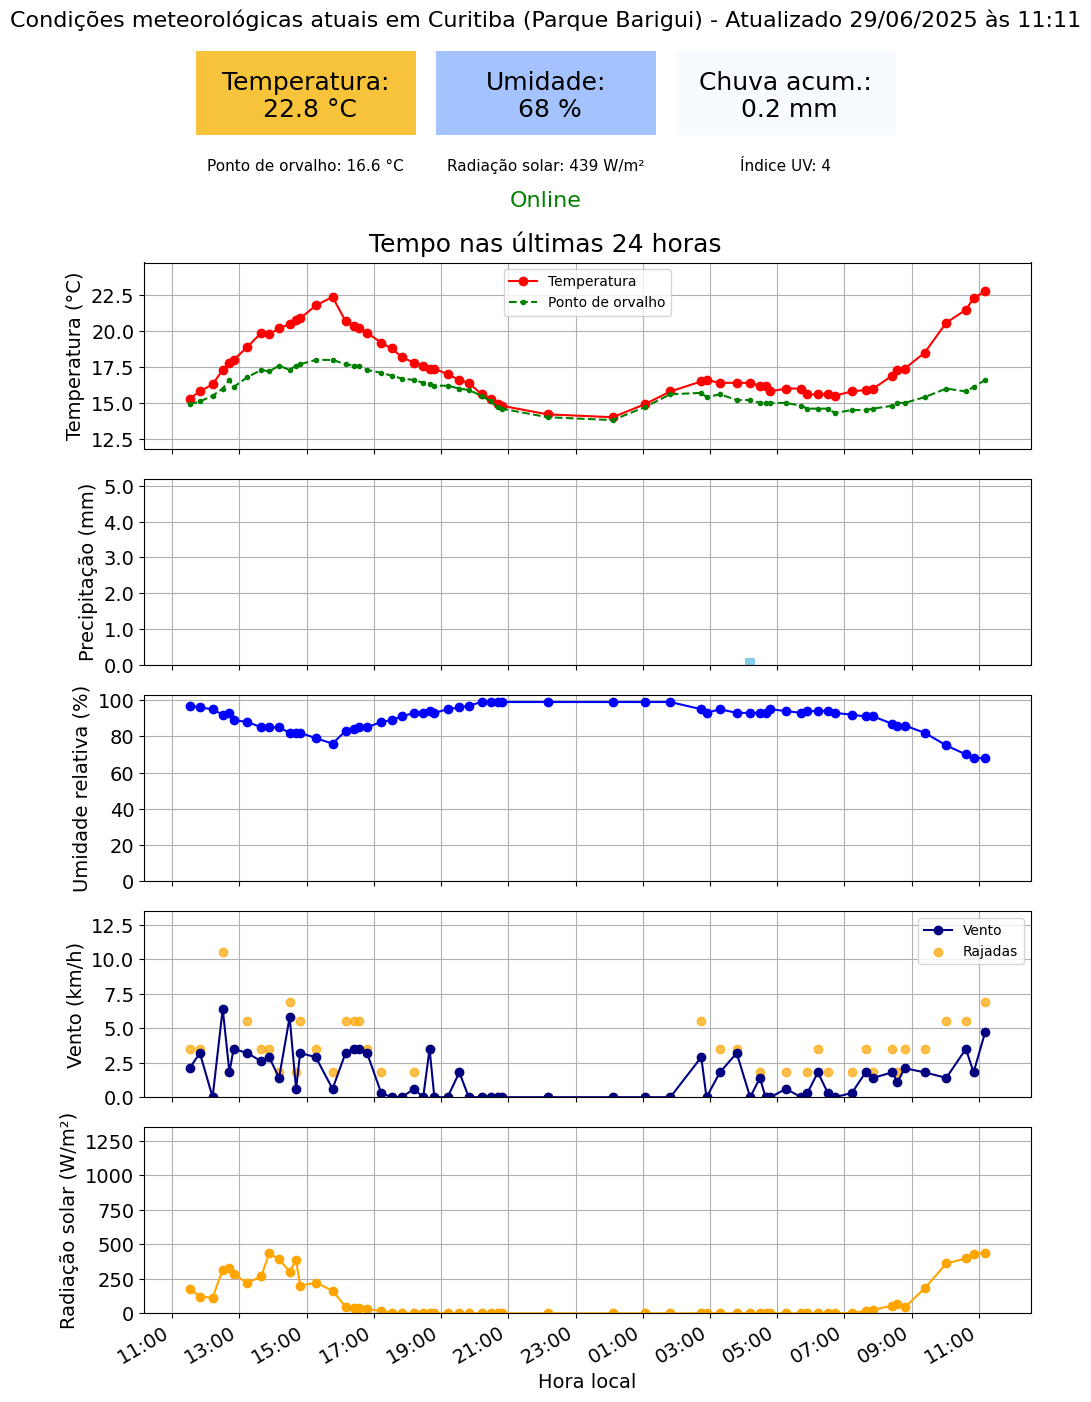 Condições meteorológicas atuais em Curitiba (Parque Barigui) - Atualizado 29/06/2025 às 11:11
Temperatura:
22.8 °C
Umidade:
68 %
Chuva acum.:
0.2 mm
Ponto de orvalho: 16.6 °C
Radiação solar: 439 W/m²
Índice UV: 4
Online
Tempo nas últimas 24 horas
Temperatura (°C)
22.5
20.0
17.5
15.0
12.5
Temperatura
Ponto de orvalho
Precipitação (mm)
5.0
4.0
3.0
2.0
1.0
0.0
Umidade relativa (%)
100
80
60
40
20
0
Vento (km/h)
12.5
10.0
7.5
5.0
2.5
0.0
Vento
Rajadas
Radiação solar (W/m²)
1250
1000
750
500
250
0
11:00
13:00
15:00
17:00
19:00
21:00
23:00
01:00
03:00
05:00
07:00
09:00
11:00
Hora local